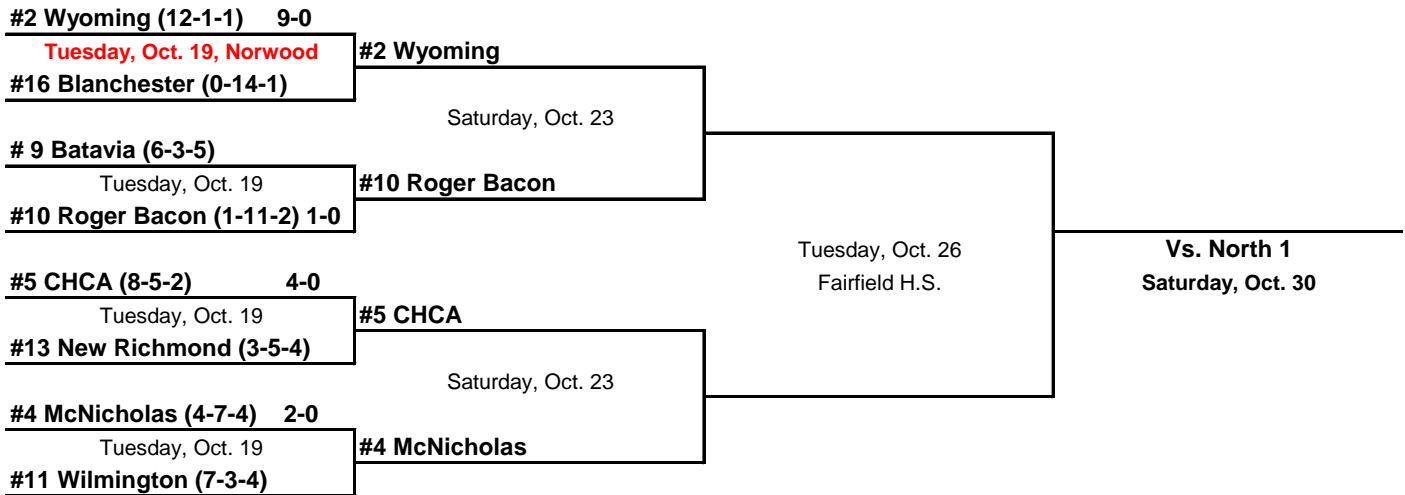 #2 Wyoming (12-1-1) 9-0
Tuesday, Oct. 19, Norwood
#16 Blanchester (0-14-1)
#2 Wyoming
Saturday, Oct. 23
# 9 Batavia (6-3-5)
Tuesday, Oct. 19
#10 Roger Bacon (1-11-2) 1-0
#10 Roger Bacon
Tuesday, Oct. 26
Fairfield H.S.
Vs. North 1
Saturday, Oct. 30
#5 CHCA (8-5-2) 4-0
Tuesday, Oct. 19
#13 New Richmond (3-5-4)
#5 CHCA
Saturday, Oct. 23
#4 McNicholas (4-7-4) 2-0
Tuesday, Oct. 19
#11 Wilmington (7-3-4)
#4 McNicholas